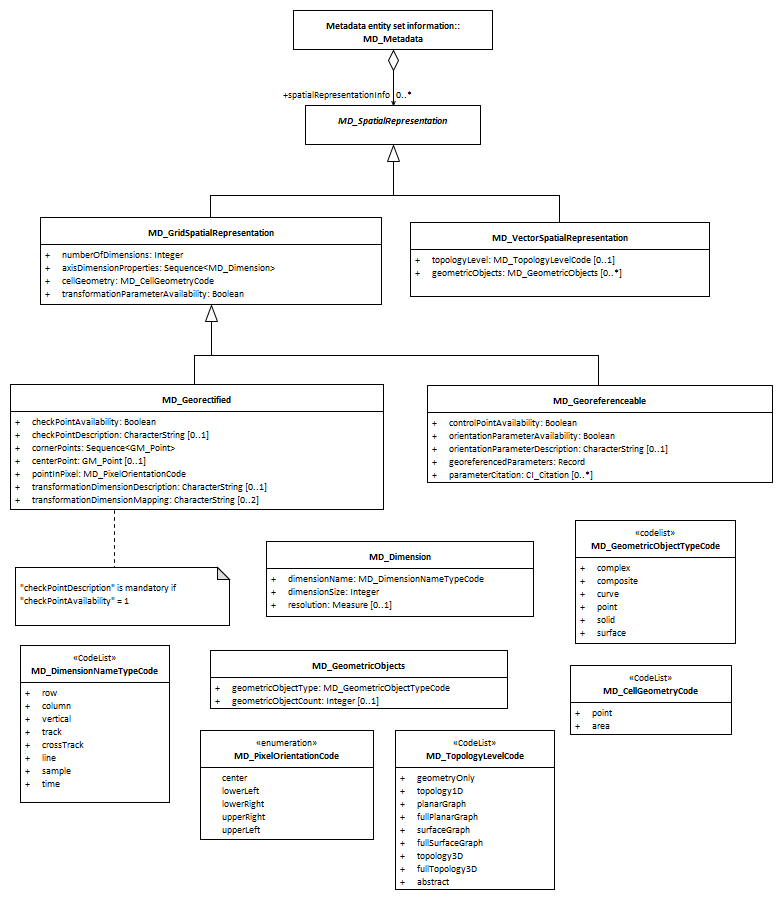 Metadata entity set information::
MD_Metadata
+spatialRepresentationInfo 0..*
MD_SpatialRepresentation
MD_GridSpatialRepresentation
+ numberOfDimensions: Integer
+ axisDimensionProperties: Sequence<MD_Dimension>
+ cellGeometry: MD_CellGeometryCode
+ transformationParameterAvailability: Boolean
MD_VectorSpatialRepresentation
+ topologyLevel: MD_TopologyLevelCode [0..1]
+ geometricObjects: MD_GeometricObjects [0..*]
MD_Georectified
+ checkPointAvailability: Boolean
+ checkPointDescription: CharacterString [0..1]
+ cornerPoints: Sequence<GM_Point>
+ centerPoint: GM_Point [0..1]
+ pointInPixel: MD_PixelOrientationCode
+ transformationDimensionDescription: CharacterString [0..1]
+ transformationDimensionMapping: CharacterString [0..2]
MD_Georeferenceable
+ controlPointAvailability: Boolean
+ orientationParameterAvailability: Boolean
+ orientationParameterDescription: CharacterString [0..1]
+ georeferencedParameters: Record
+ parameterCitation: CI_Citation [0..*]
"checkPointDescription" is mandatory if
"checkPointAvailability" = 1
MD_Dimension
+ dimensionName: MD_DimensionNameTypeCode
+ dimensionSize: Integer
+ resolution: Measure [0..1]
«codelist»
MD_GeometricObjectTypeCode
+ complex
+ composite
+ curve
+ point
+ solid
+ surface
«CodeList»
MD_DimensionNameTypeCode
+ row
+ column
+ vertical
+ track
+ crossTrack
+ line
+ sample
+ time
MD_GeometricObjects
+ geometricObjectType: MD_GeometricObjectTypeCode
+ geometricObjectCount: Integer [0..1]
«CodeList»
MD_CellGeometryCode
+ point
+ area
«enumeration»
MD_PixelOrientationCode
center
lowerLeft
lowerRight
upperRight
upperLeft
«CodeList»
MD_TopologyLevelCode
+ geometryOnly
+ topology1D
+ planarGraph
+ fullPlanarGraph
+ surfaceGraph
+ fullSurfaceGraph
+ topology3D
+ fullTopology3D
+ abstract